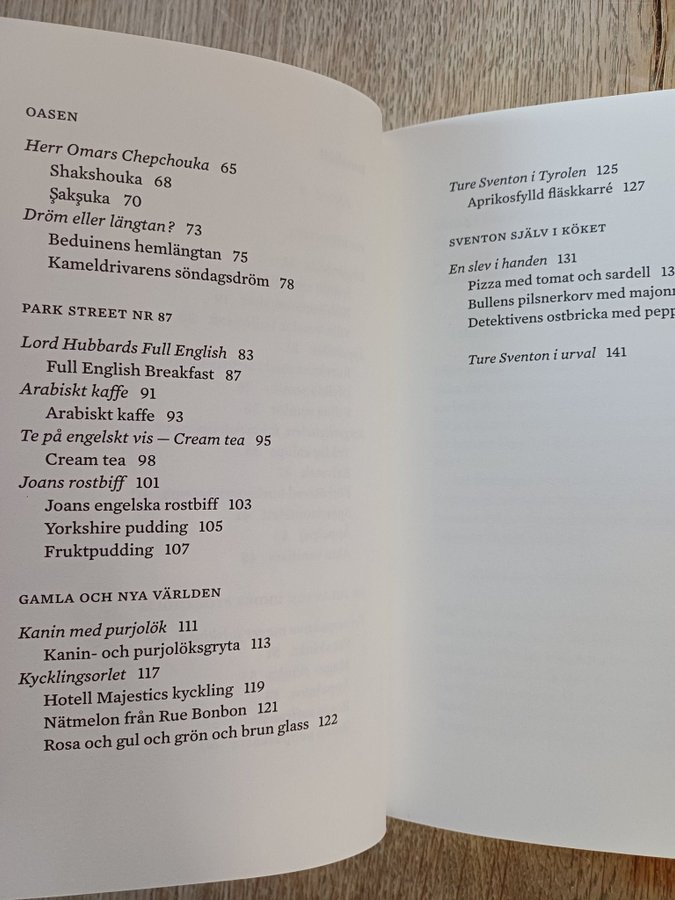 OASEN
Herr Omars Chepchouka 65
Shakshouka 68
Şakşuka 70
Dröm eller längtan? 73
Beduinens hemlängtan 75
Kameldrivarens söndagsdröm 78
PARK STREET NR 87
Lord Hubbards Full English 83
Full English Breakfast 87
Arabiskt kaffe 91
Arabiskt kaffe 93
Te på engelskt vis — Cream tea 95
Cream tea 98
Joans rostbiff 101
Joans engelska rostbiff 103
Yorkshire pudding 105
Fruktpudding 107
GAMLA OCH NYA VÄRLDEN
Kanin med purjolök 111
Kanin- och purjolöksgryta 113
Kycklingsorlet 117
Hotell Majestics kyckling 119
Nätmelon från Rue Bonbon 121
Rosa och gul och grön och brun glass 122
Ture Sventon i Tyrolen 125
Aprikosfylld fläskkarré 127
SVENTON SJÄLV I KÖKET
En slev i handen 131
Pizza med tomat och sardell
Bullens pilsnerkorv med
Detektivens ostbricka med
Ture Sventon i urval 141